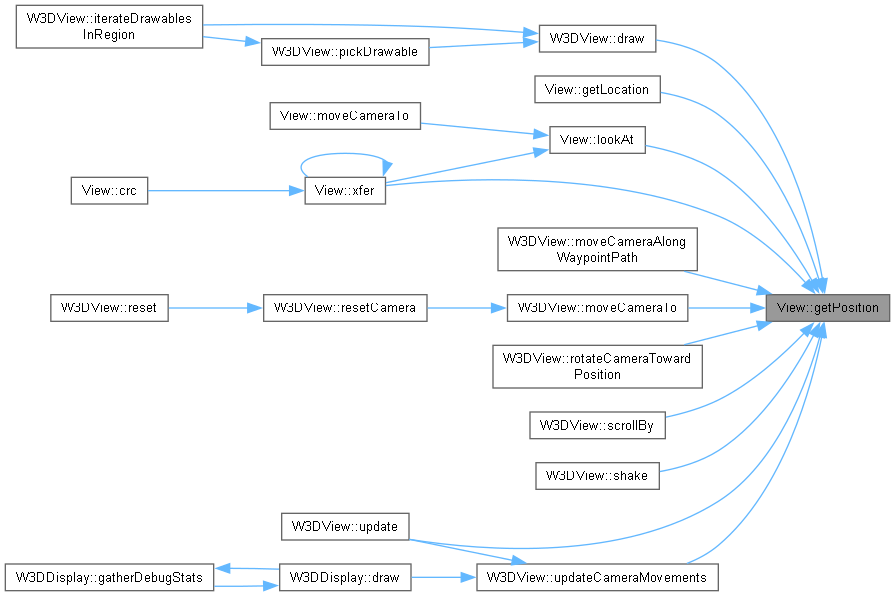 W3DView::iterateDrawables
InRegion
W3DView::pickDrawable
W3DView::draw
View::getLocation
View::moveCameraTo
View::lookAt
View::crc
View::xfer
W3DView::moveCameraAlong
WaypointPath
W3DView::reset
W3DView::resetCamera
W3DView::moveCameraTo
View::getPosition
W3DView::rotateCameraToward
Position
W3DView::scrollBy
W3DView::shake
W3DView::update
W3DDisplay::gatherDebugStats
W3DDisplay::draw
W3DView::updateCameraMovements